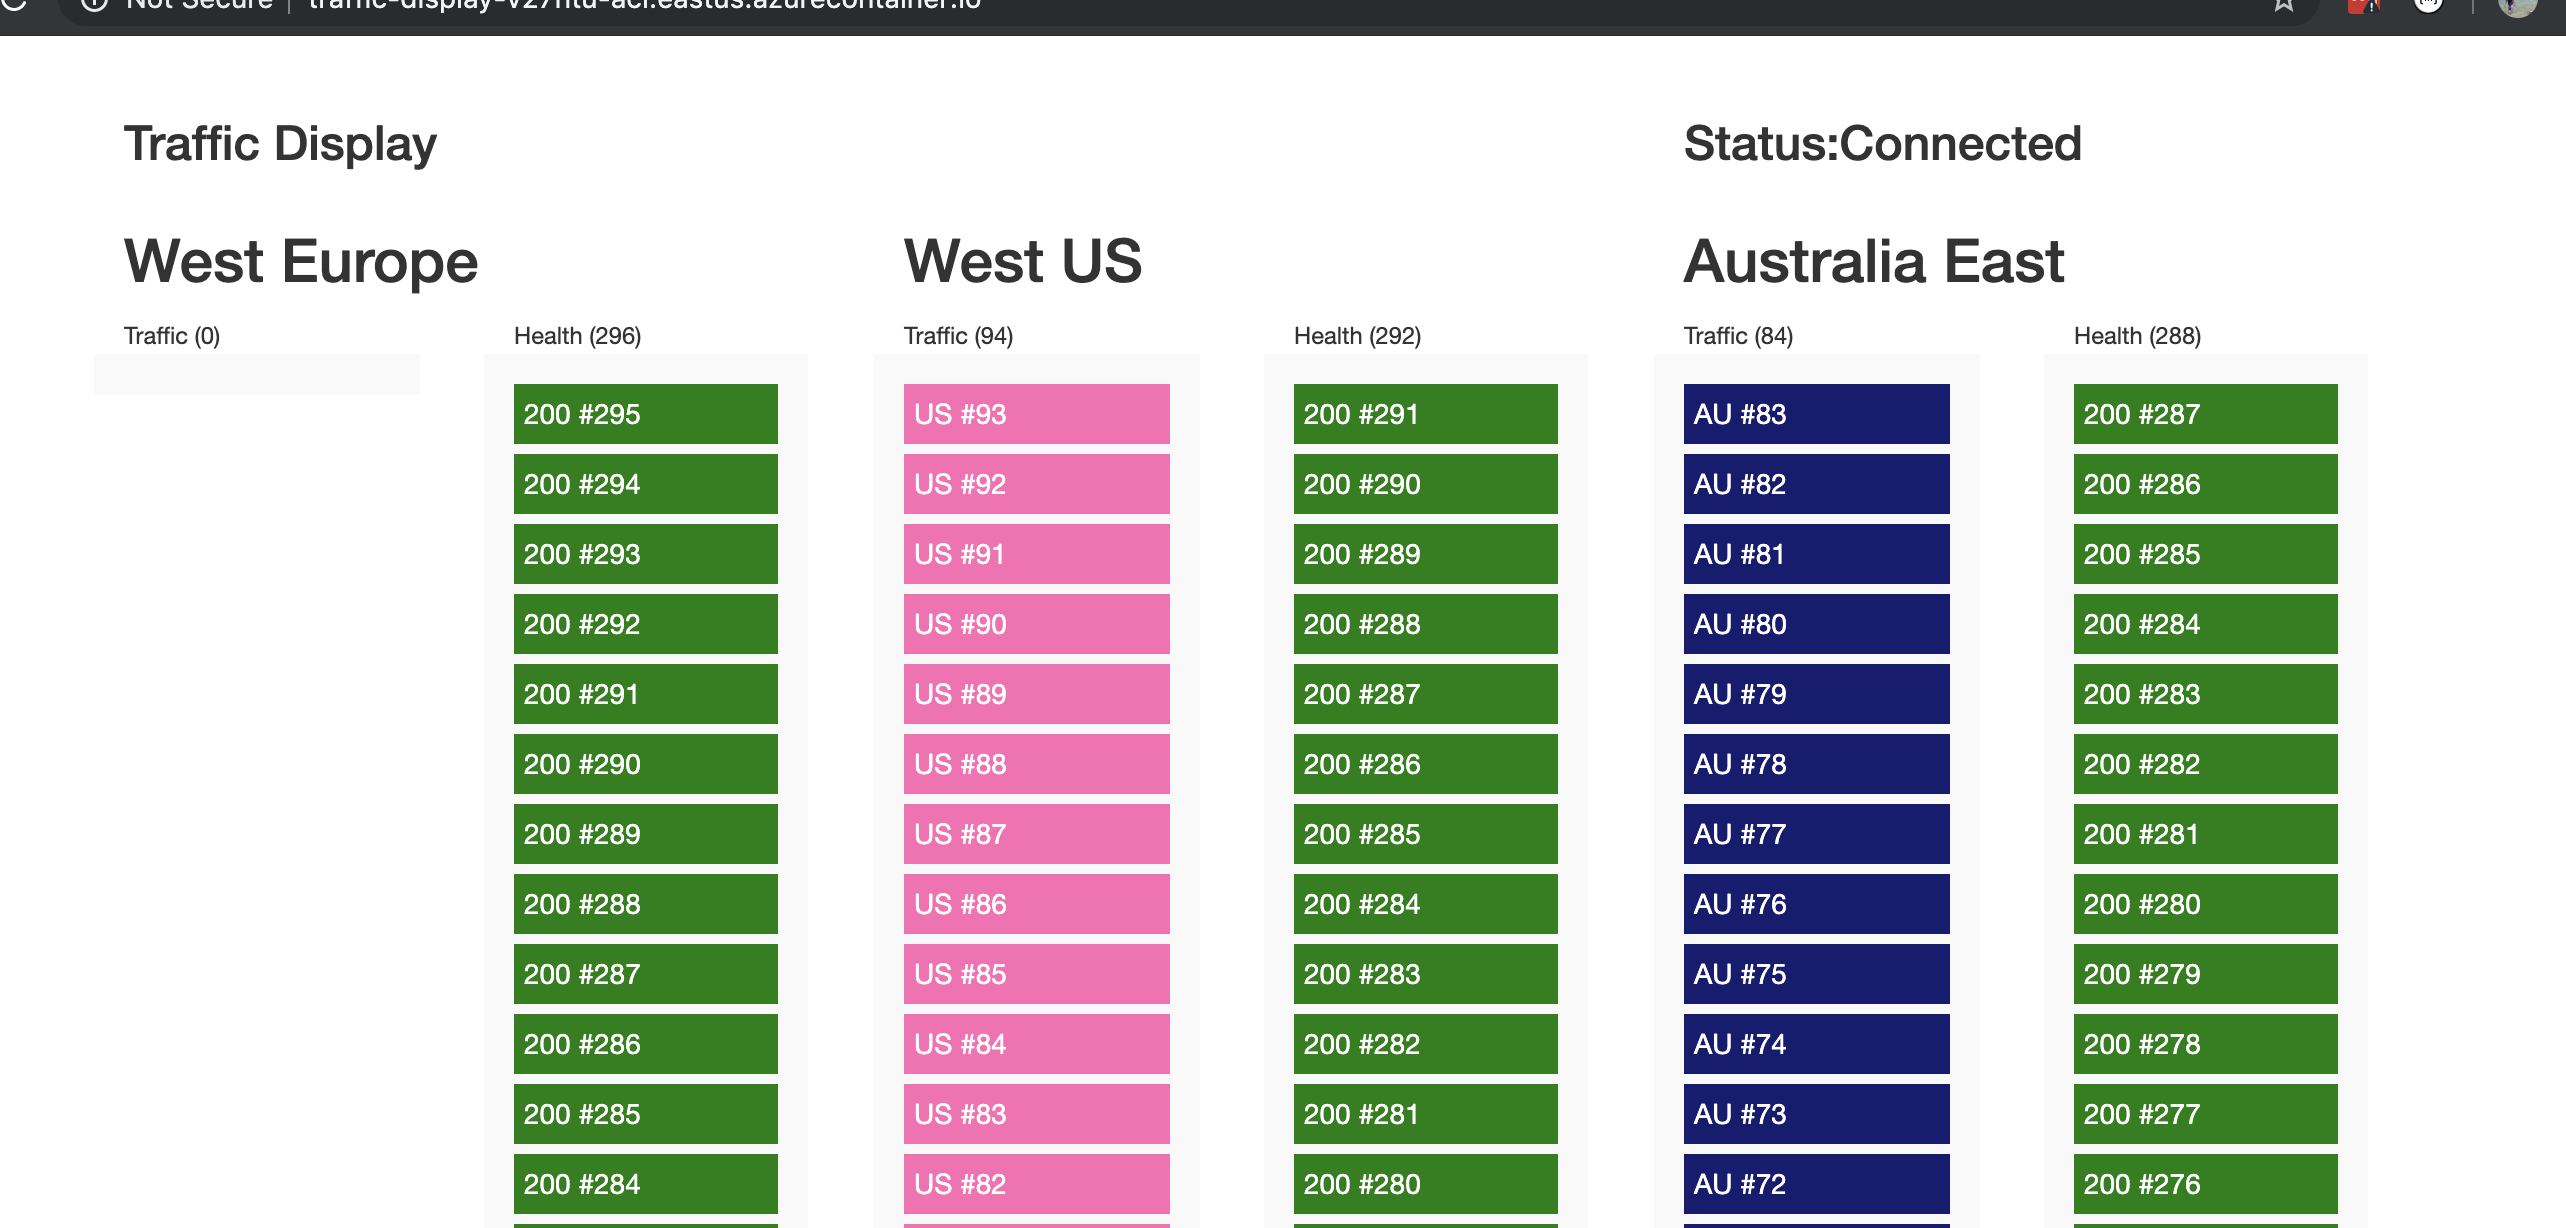 Not Secure
Traffic Display
Status:Connected
West Europe
West US
Australia East
Traffic (0)
Health (296)
Traffic (94)
Health (292)
Traffic (84)
Health (288)
200 #295
US #93
200 #291
AU #83
200 #287
200 #294
US #92
200 #290
AU #82
200 #286
200 #293
US #91
200 #289
AU #81
200 #285
200 #292
US #90
200 #288
AU #80
200 #284
200 #291
US #89
200 #287
AU #79
200 #283
200 #290
US #88
200 #286
AU #78
200 #282
200 #289
US #87
200 #285
AU #77
200 #281
200 #288
US #86
200 #284
AU #76
200 #280
200 #287
US #85
200 #283
AU #75
200 #279
200 #286
US #84
200 #282
AU #74
200 #278
200 #285
US #83
200 #281
AU #73
200 #277
200 #284
US #82
200 #280
AU #72
200 #276